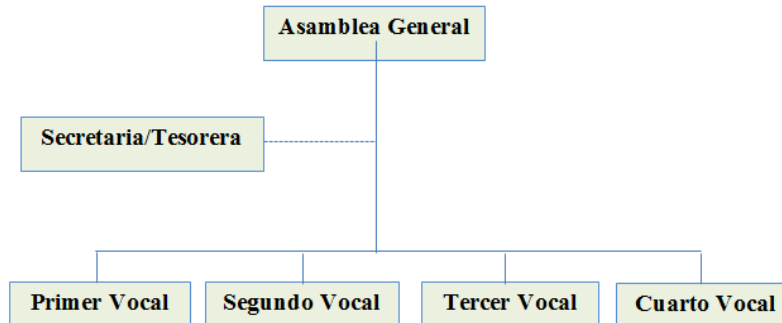 Asamblea General
Secretaria/Tesorera
Primer Vocal
Segundo Vocal
Tercer Vocal
Cuarto Vocal